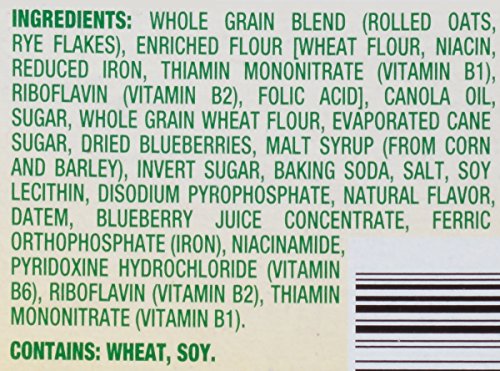 INGREDIENTS: WHOLE GRAIN BLEND (ROLLED OATS,
RYE FLAKES), ENRICHED FLOUR [WHEAT FLOUR, NIACIN,
REDUCED IRON, THIAMIN MONONITRATE (VITAMIN B1),
RIBOFLAVIN (VITAMIN B2), FOLIC ACID], CANOLA OIL,
SUGAR, WHOLE GRAIN WHEAT FLOUR, EVAPORATED CANE
SUGAR, DRIED BLUEBERRIES, MALT SYRUP (FROM CORN
AND BARLEY), INVERT SUGAR, BAKING SODA, SALT, SOY
LECITHIN, DISODIUM PYROPHOSPHATE, NATURAL FLAVOR,
DATEM, BLUEBERRY JUICE CONCENTRATE, FERRIC
ORTHOPHOSPHATE (IRON), NIACINAMIDE,
PYRIDOXINE HYDROCHLORIDE (VITAMIN
B6), RIBOFLAVIN (VITAMIN B2), THIAMIN
MONONITRATE (VITAMIN B1).
CONTAINS: WHEAT, SOY.